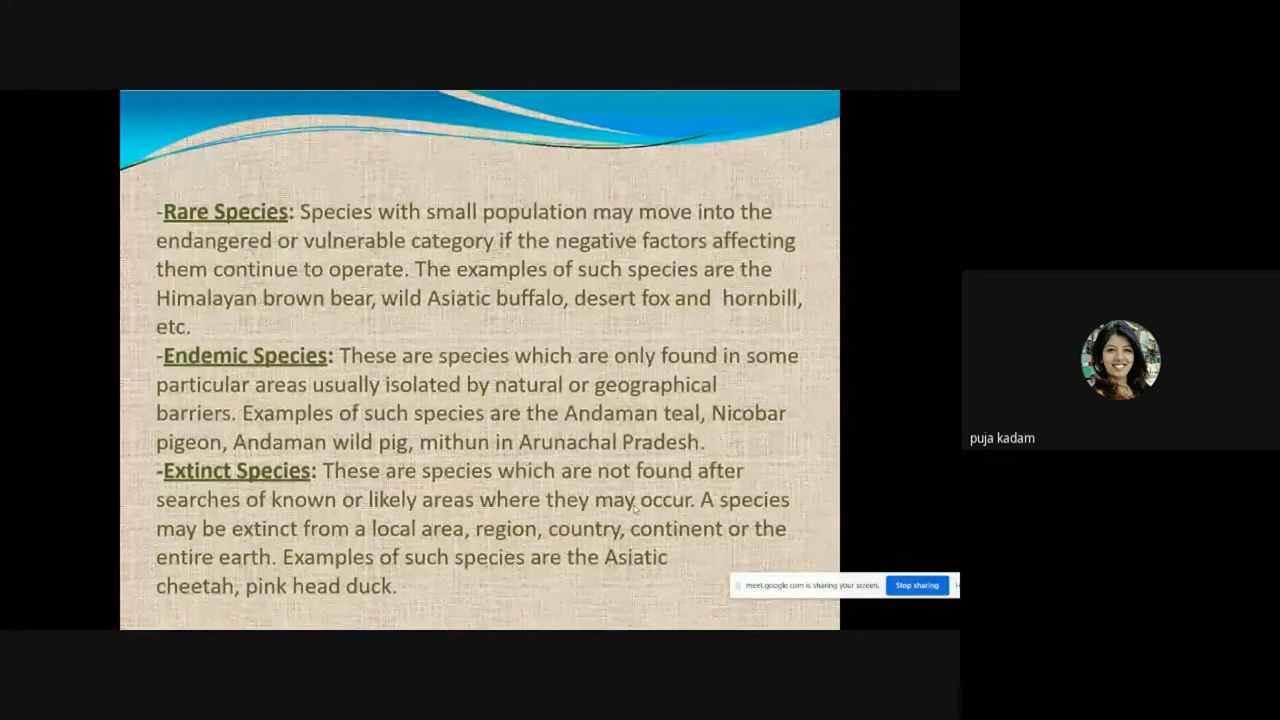 -Rare Species: Species with small population may move into the
endangered or vulnerable category if the negative factors affecting
them continue to operate. The examples of such species are the
Himalayan brown bear, wild Asiatic buffalo, desert fox and hornbill,
etc.
-Endemic Species: These are species which are only found in some
particular areas usually isolated by natural or geographical
barriers. Examples of such species are the Andaman teal, Nicobar
pigeon, Andaman wild pig, mithun in Arunachal Pradesh.
-Extinct Species: These are species which are not found after
searches of known or likely areas where they may occur. A species
may be extinct from a local area, region, country, continent or the
entire earth. Examples of such species are the Asiatic
cheetah, pink head duck.
meet.google.com is sharing your screen. Stop sharing H
puja kadam